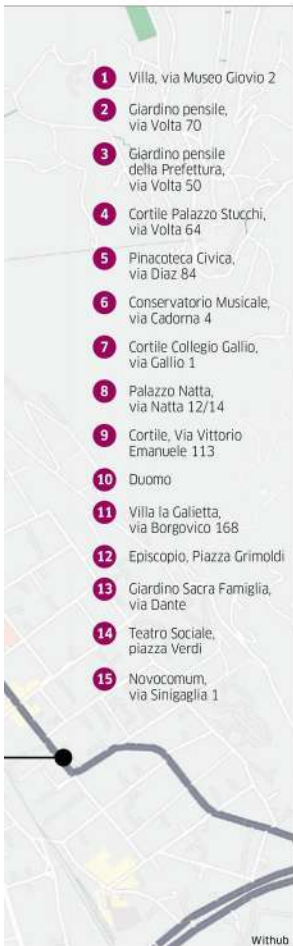 1 Villa, via Museo Giovio 2
2 Giardino pensile,
via Volta 70
3 Giardino pensile
della Prefettura,
via Volta 50
4 Cortile Palazzo Stucchi,
via Volta 64
5 Pinacoteca Civica,
via Diaz 84
6 Conservatorio Musicale,
via Cadorna 4
7 Cortile Collegio Gallio,
via Gallio 1
8 Palazzo Natta,
via Natta 12/14
9 Cortile, Via Vittorio
Emanuele 113
10 Duomo
11 Villa la Galietta,
via Borgovico 168
12 Episcopio, Piazza Grimoldi
13 Giardino Sacra Famiglia,
via Dante
14 Teatro Sociale,
piazza Verdi
15 Novocomum,
via Sinigaglia 1
Withub